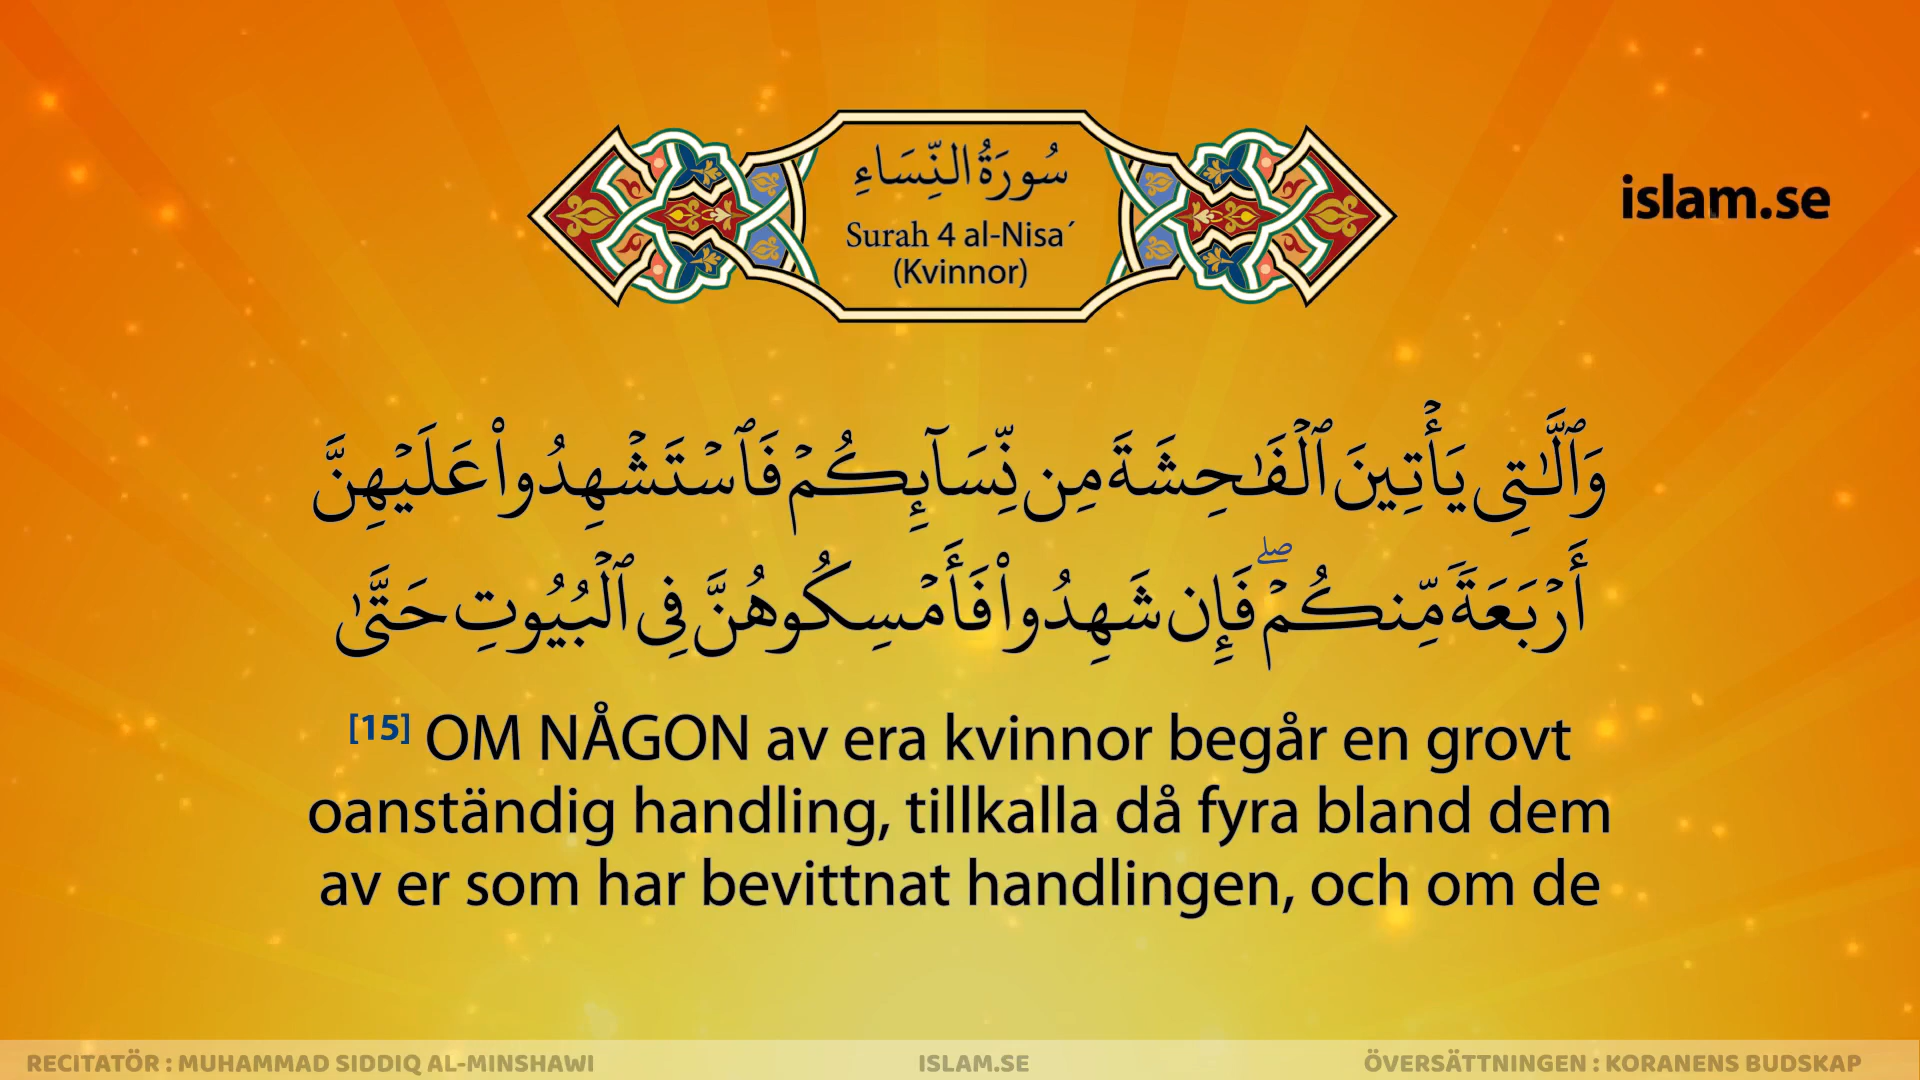 سُورَةُ النِّسَاءِ
Surah 4 al-Nisa´
(Kvinnor)
islam.se
وَٱلَّـٰتِى يَأْتِينَ ٱلْفَـٰحِشَةَ مِن نِّسَآئِكُمْ فَٱسْتَشْهِدُوا۟ عَلَيْهِنَّ
أَرْبَعَةً مِّنكُمْ ۖ فَإِن شَهِدُوا۟ فَأَمْسِكُوهُنَّ فِى ٱلْبُيُوتِ حَتَّىٰ
[15] OM NÅGON av era kvinnor begår en grovt
oanständig handling, tillkalla då fyra bland dem
av er som har bevittnat handlingen, och om de
RECITATÖR : MUHAMMAD SIDDIQ AL-MINSHAWI
ISLAM.SE
ÖVERSÄTTNINGEN : KORANENS BUDSKAP